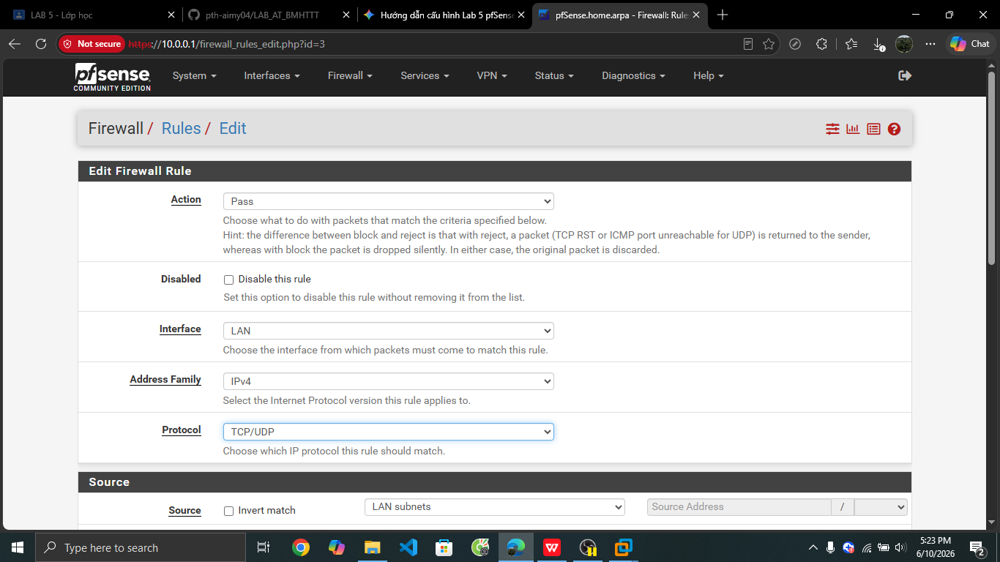 LAB 5 - Lớp học
pth-aimy04/LAB_AT_BMHTTT
Hướng dẫn cấu hình Lab 5 pfSense
pfSense.home.arpa - Firewall: Rules
Not secure https://10.0.0.1/firewall_rules_edit.php?id=3
Chat
pfsense
COMMUNITY EDITION
System Interfaces Firewall Services VPN Status Diagnostics Help
Firewall / Rules / Edit
Edit Firewall Rule
Action Pass
Choose what to do with packets that match the criteria specified below.
Hint: the difference between block and reject is that with reject, a packet (TCP RST or ICMP port unreachable for UDP) is returned to the sender,
whereas with block the packet is dropped silently. In either case, the original packet is discarded.
Disabled Disable this rule
Set this option to disable this rule without removing it from the list.
Interface LAN
Choose the interface from which packets must come to match this rule.
Address Family IPv4
Select the Internet Protocol version this rule applies to.
Protocol TCP/UDP
Choose which IP protocol this rule should match.
Source
Source Invert match LAN subnets Source Address /
Type here to search
5:23 PM
6/10/2026
2